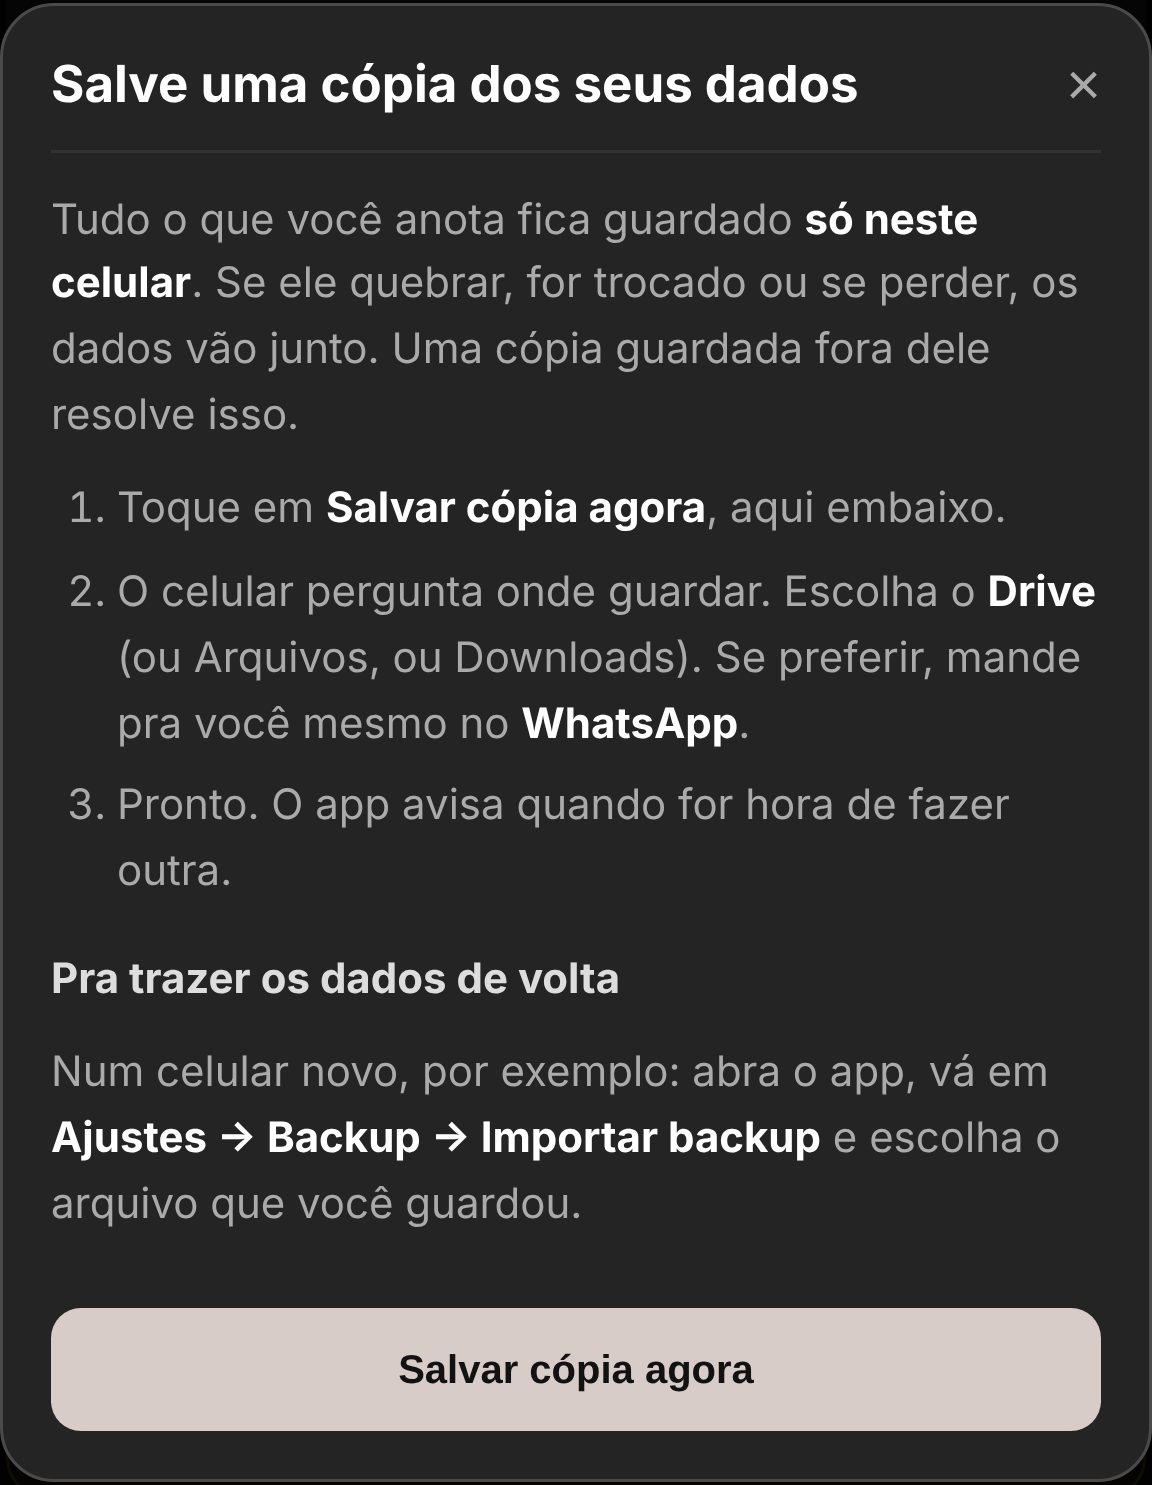 Salve uma cópia dos seus dados ×
Tudo o que você anota fica guardado só neste
celular. Se ele quebrar, for trocado ou se perder, os
dados vão junto. Uma cópia guardada fora dele
resolve isso.
1. Toque em Salvar cópia agora, aqui embaixo.
2. O celular pergunta onde guardar. Escolha o Drive
(ou Arquivos, ou Downloads). Se preferir, mande
pra você mesmo no WhatsApp.
3. Pronto. O app avisa quando for hora de fazer
outra.
Pra trazer os dados de volta
Num celular novo, por exemplo: abra o app, vá em
Ajustes → Backup → Importar backup e escolha o
arquivo que você guardou.
Salvar cópia agora